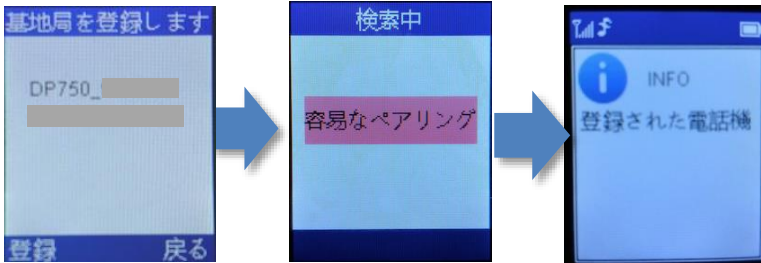 基地局を登録します
DP750_
登録 戻る
検索中
容易なペアリング
INFO
登録された電話機